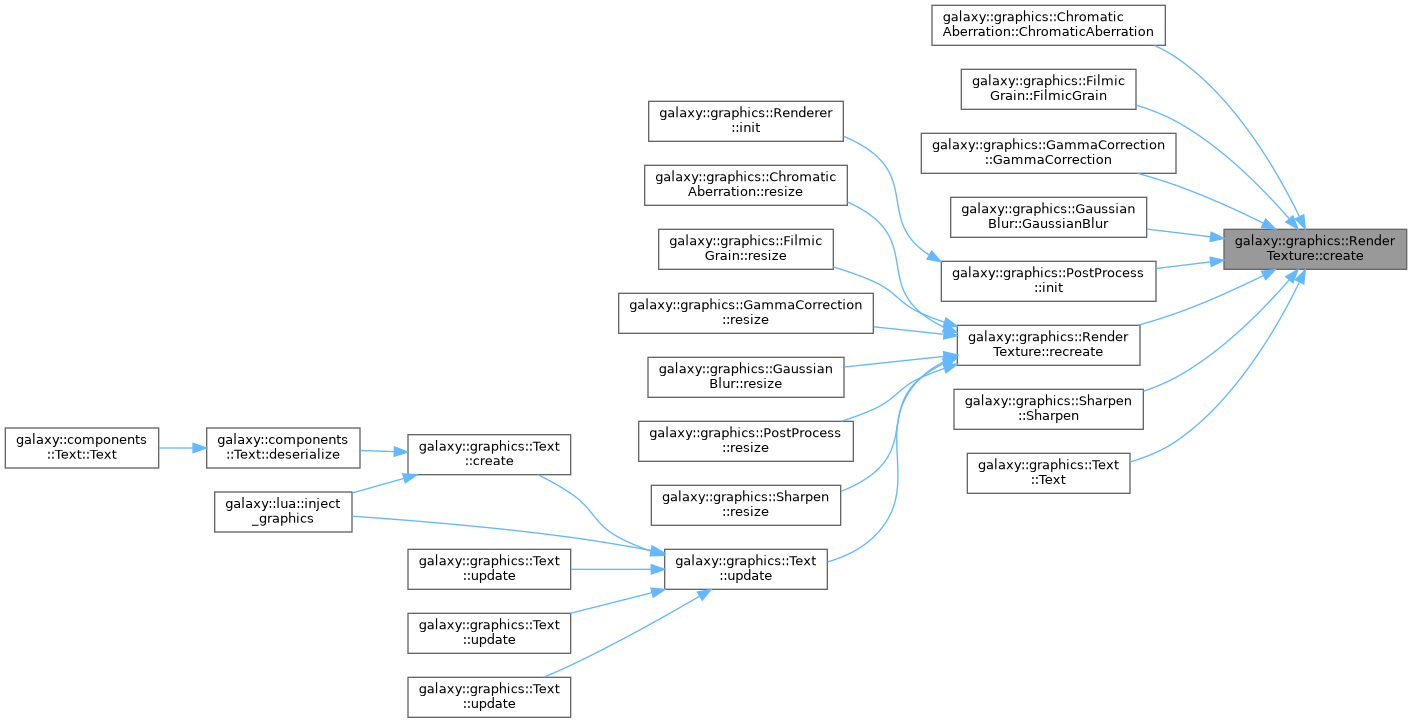 galaxy::graphics::Chromatic
Aberration::ChromaticAberration
galaxy::graphics::Filmic
Grain::FilmicGrain
galaxy::graphics::Renderer
::init
galaxy::graphics::GammaCorrection
::GammaCorrection
galaxy::graphics::Chromatic
Aberration::resize
galaxy::graphics::Gaussian
Blur::GaussianBlur
galaxy::graphics::Render
Texture::create
galaxy::graphics::Filmic
Grain::resize
galaxy::graphics::PostProcess
::init
galaxy::graphics::GammaCorrection
::resize
galaxy::graphics::Render
Texture::recreate
galaxy::graphics::Gaussian
Blur::resize
galaxy::graphics::Sharpen
::Sharpen
galaxy::graphics::PostProcess
::resize
galaxy::components
::Text::Text
galaxy::components
::Text::deserialize
galaxy::graphics::Text
::create
galaxy::graphics::Text
::Text
galaxy::lua::inject
_graphics
galaxy::graphics::Sharpen
::resize
galaxy::graphics::Text
::update
galaxy::graphics::Text
::update
galaxy::graphics::Text
::update
galaxy::graphics::Text
::update